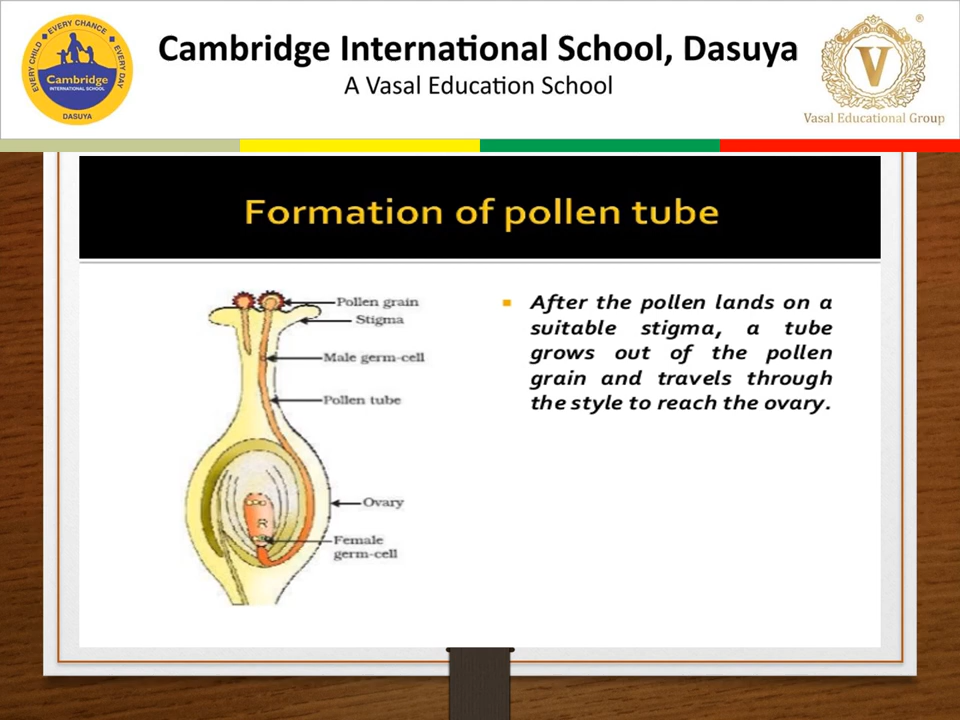 EVERY CHILD ◆ EVERY CHANCE ◆ EVERY DAY
Cambridge
INTERNATIONAL SCHOOL
DASUYA
Cambridge International School, Dasuya
A Vasal Education School
®
V
Vasal Educational Group
Formation of pollen tube
Pollen grain
Stigma
Male germ-cell
Pollen tube
Ovary
Female
germ-cell
After the pollen lands on a
suitable stigma, a tube
grows out of the pollen
grain and travels through
the style to reach the ovary.